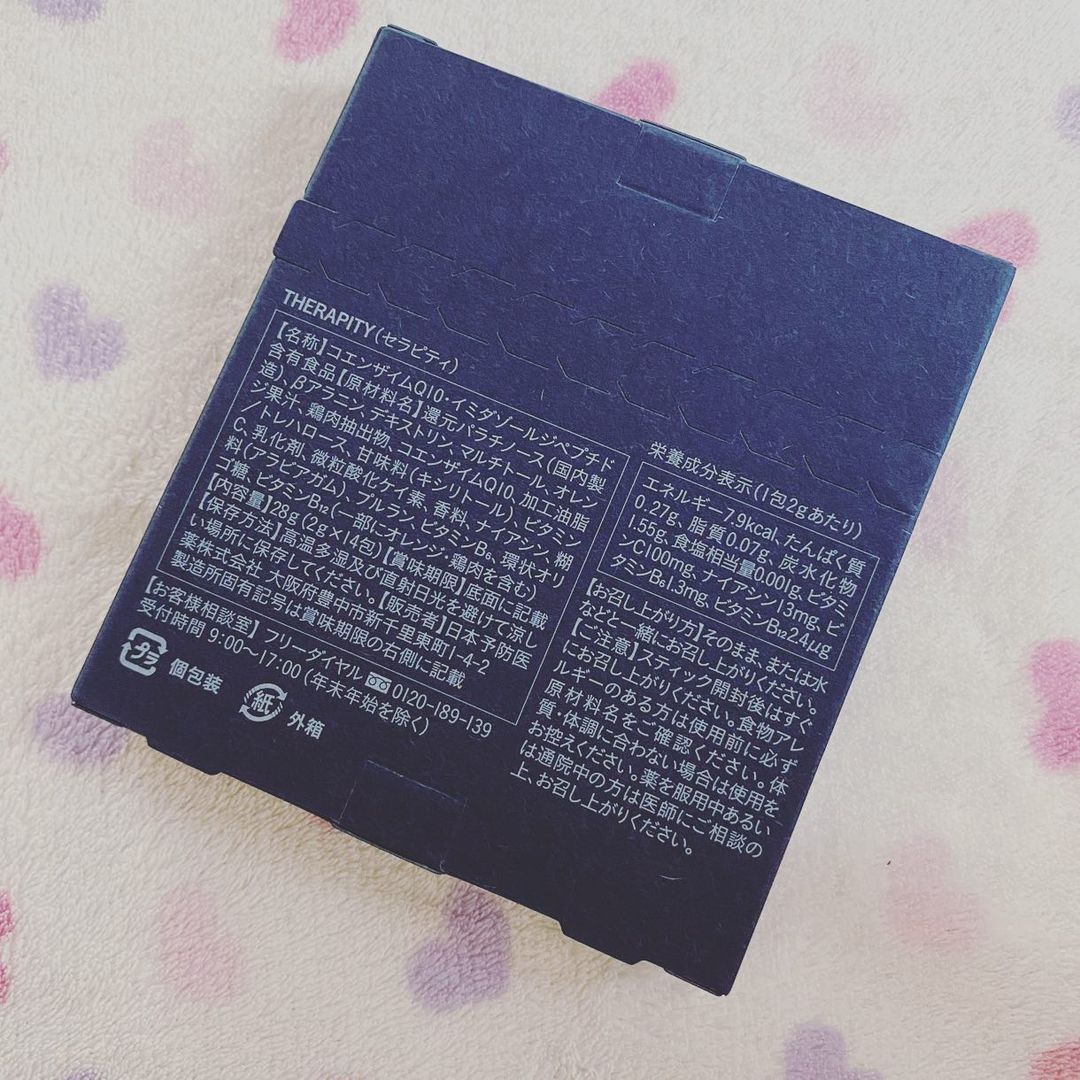 THERAPITY(セラピティ)
【名称】コエンザイムQ10・イミダゾールジペプチド
含有食品【原材料名】還元パラチノース(国内製
造)、βアラニン、デキストリン、マルチトール、オレン
ジ果汁、鶏肉抽出物、コエンザイムQ10、加工油脂
/トレハロース、甘味料(キシリトール)、ビタミン
C、乳化剤、微粒酸化ケイ素、香料、ナイアシン、糊
料(アラビアガム)、プルラン、ビタミンB₆、環状オリ
ゴ糖、ビタミンB₁₂(一部にオレンジ・鶏肉を含む)
【内容量】28g(2g×14包)【賞味期限】底面に記載
【保存方法】高温多湿及び直射日光を避けて涼し
い場所に保存してください。【販売者】日本予防医
薬株式会社 大阪府豊中市新千里東町1-4-2
製造所固有記号は賞味期限の右側に記載
【お客様相談室】フリーダイヤル 0120-189-139
受付時間 9:00〜17:00(年末年始を除く)
プラ 個包装 紙 外箱
栄養成分表示(1包2gあたり)
エネルギー7.9kcal、たんぱく質
0.27g、脂質0.07g、炭水化物
1.55g、食塩相当量0.001g、ビタミ
ンC100mg、ナイアシン13mg、ビ
タミンB₆1.3mg、ビタミンB₁₂2.4μg
【お召し上がり方】そのまま、または水
などと一緒にお召し上がりください。
【ご注意】スティック開封後はすぐ
にお召し上がりください。食物アレ
ルギーのある方は使用前に必ず
原材料名をご確認ください。体
質・体調に合わない場合は使用を
お控えください。薬を服用中あるい
は通院中の方は医師にご相談の
上、お召し上がりください。